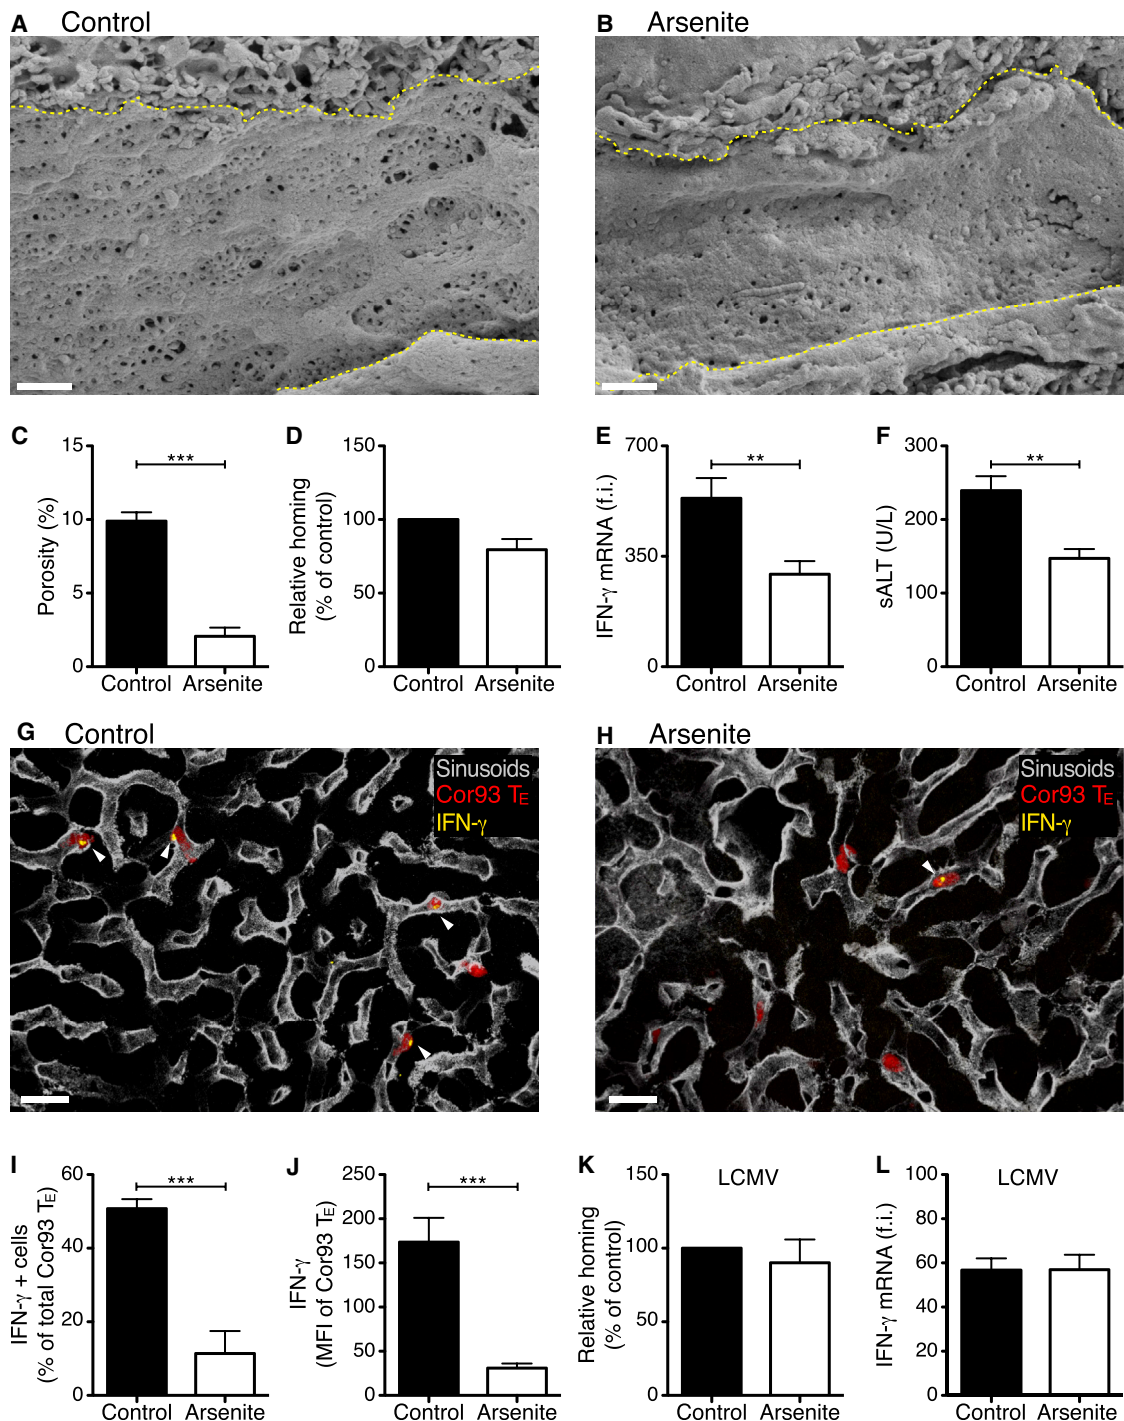 A Control
B Arsenite
C
Porosity (%)
15
10
5
0
***
Control Arsenite
D
Relative homing
(% of control)
150
100
50
0
Control Arsenite
E
IFN-γ mRNA (f.i.)
700
350
0
**
Control Arsenite
F
sALT (U/L)
300
200
100
0
**
Control Arsenite
G Control
Sinusoids
Cor93 TE
IFN-γ
H Arsenite
Sinusoids
Cor93 TE
IFN-γ
I
IFN-γ + cells
(% of total Cor93 TE)
60
40
20
0
***
Control Arsenite
J
IFN-γ
(MFI of Cor93 TE)
250
200
150
100
50
0
***
Control Arsenite
K
LCMV
Relative homing
(% of control)
150
100
50
0
Control Arsenite
L
LCMV
IFN-γ mRNA (f.i.)
100
80
60
40
20
0
Control Arsenite